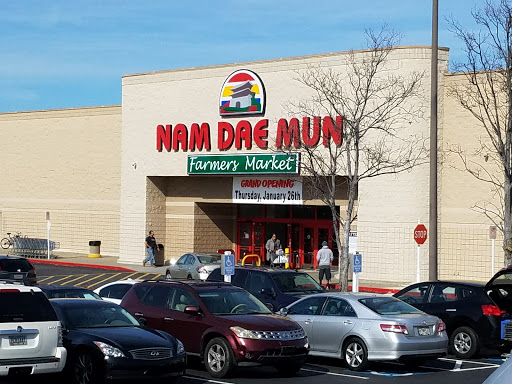 NAM DAE MUN
Farmers Market
GRAND OPENING
Thursday, January 26th
STOP